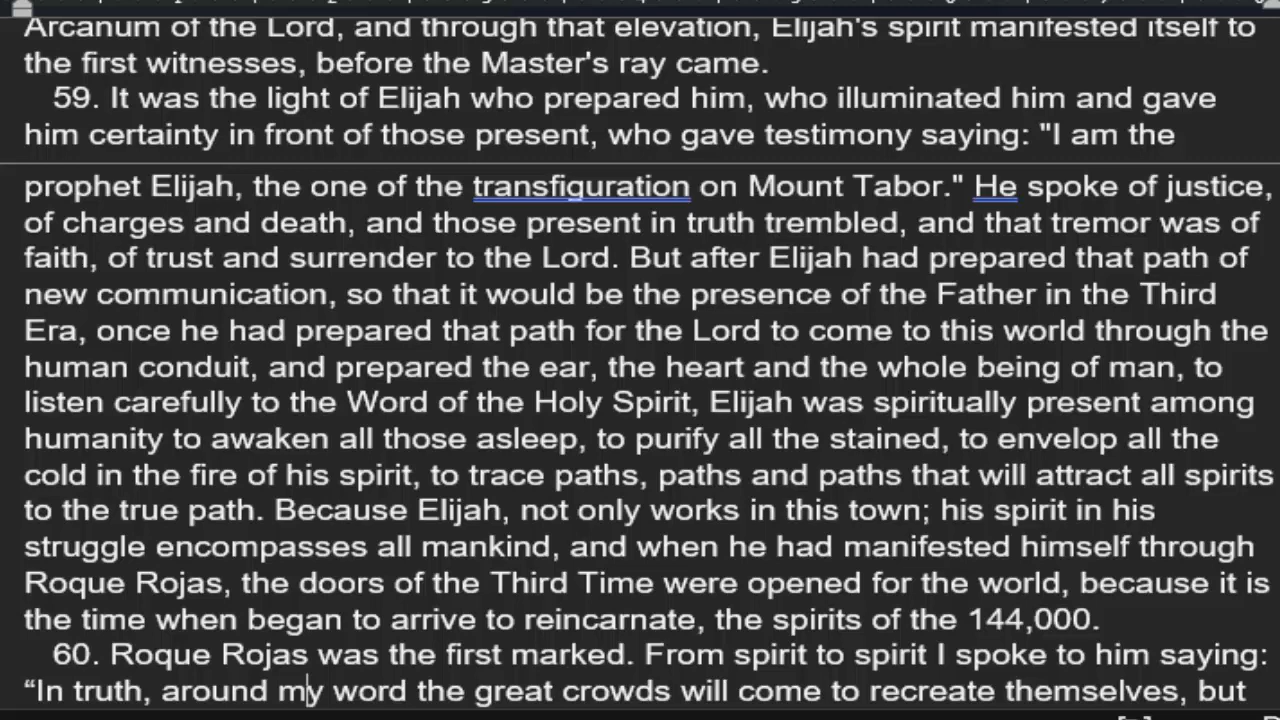 Arcanum of the Lord, and through that elevation, Elijah's spirit manifested itself to
the first witnesses, before the Master's ray came.
59. It was the light of Elijah who prepared him, who illuminated him and gave
him certainty in front of those present, who gave testimony saying: "I am the
prophet Elijah, the one of the transfiguration on Mount Tabor." He spoke of justice,
of charges and death, and those present in truth trembled, and that tremor was of
faith, of trust and surrender to the Lord. But after Elijah had prepared that path of
new communication, so that it would be the presence of the Father in the Third
Era, once he had prepared that path for the Lord to come to this world through the
human conduit, and prepared the ear, the heart and the whole being of man, to
listen carefully to the Word of the Holy Spirit, Elijah was spiritually present among
humanity to awaken all those asleep, to purify all the stained, to envelop all the
cold in the fire of his spirit, to trace paths, paths and paths that will attract all spirits
to the true path. Because Elijah, not only works in this town; his spirit in his
struggle encompasses all mankind, and when he had manifested himself through
Roque Rojas, the doors of the Third Time were opened for the world, because it is
the time when began to arrive to reincarnate, the spirits of the 144,000.
60. Roque Rojas was the first marked. From spirit to spirit I spoke to him saying:
“In truth, around my word the great crowds will come to recreate themselves, but